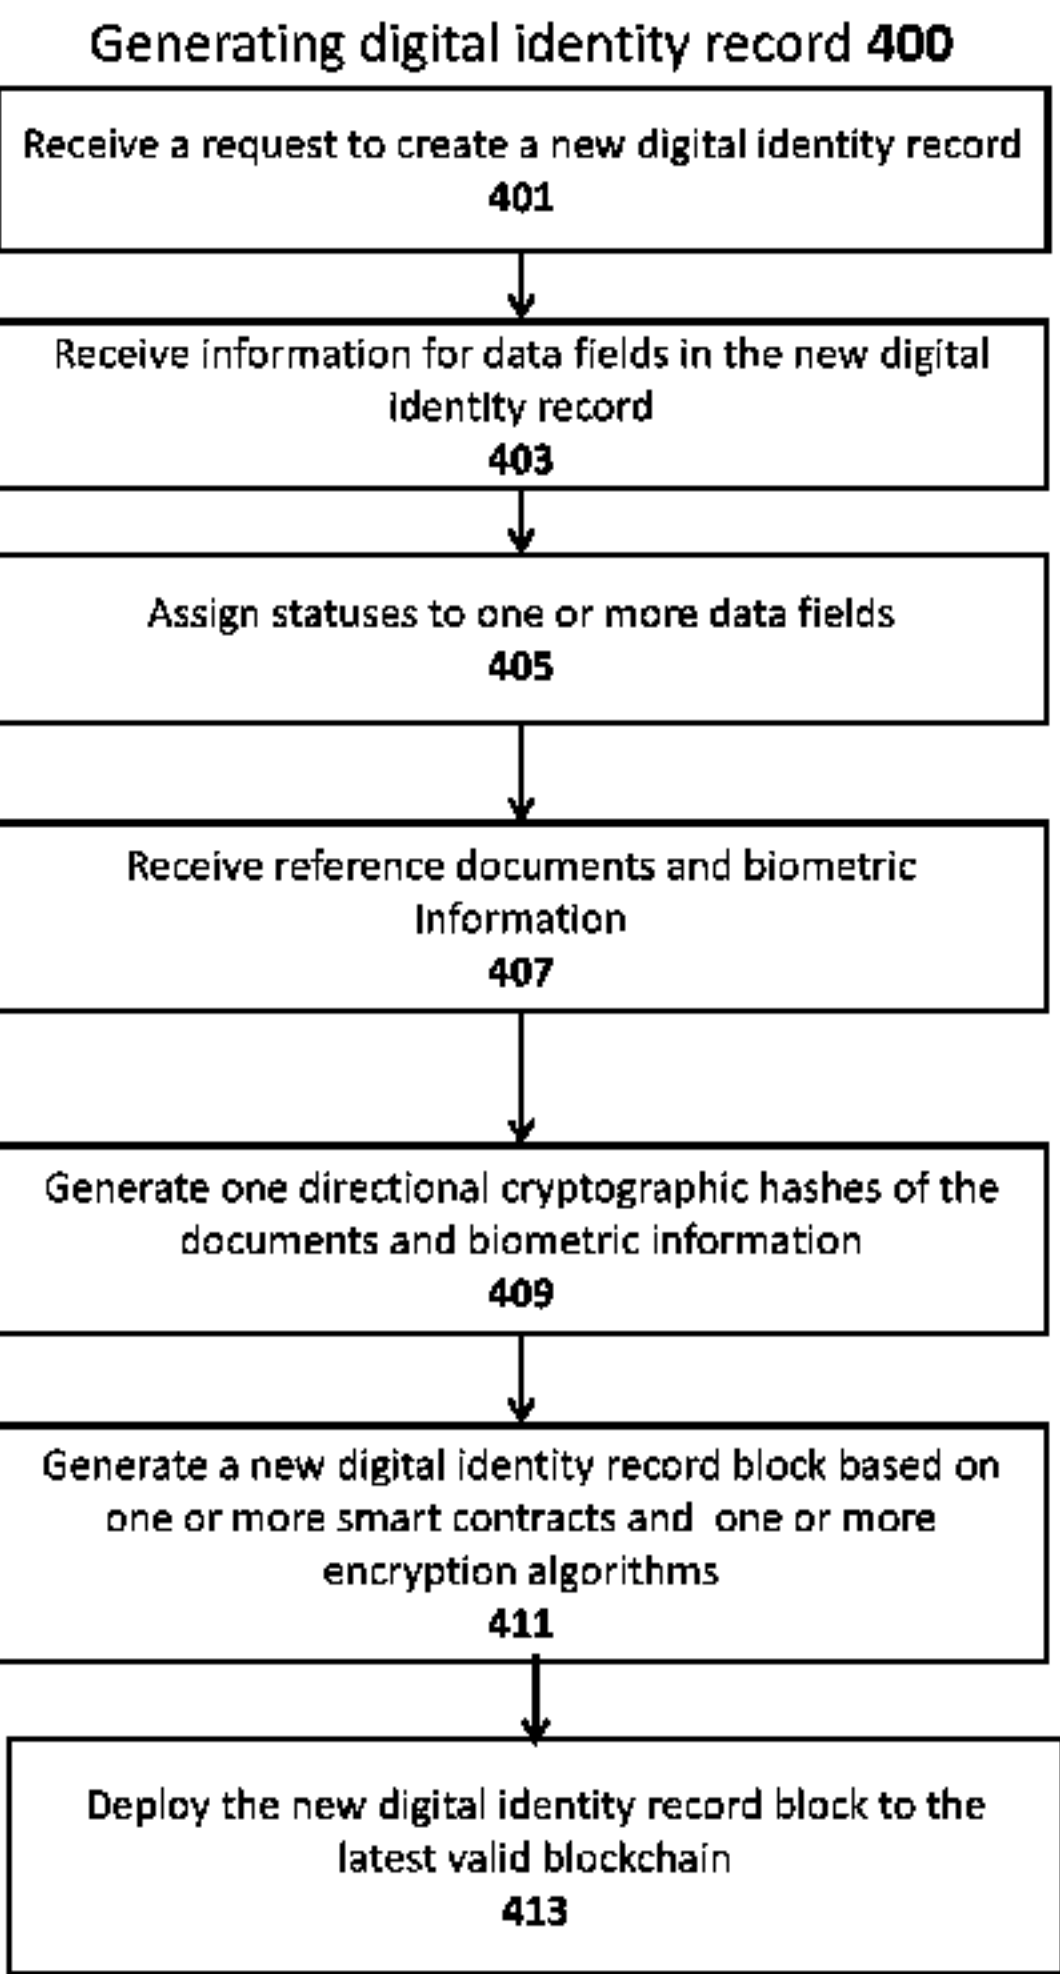 Generating digital identity record 400
Receive a request to create a new digital identity record
401
Receive information for data fields in the new digital
identity record
403
Assign statuses to one or more data fields
405
Receive reference documents and biometric
Information
407
Generate one directional cryptographic hashes of the
documents and biometric information
409
Generate a new digital identity record block based on
one or more smart contracts and one or more
encryption algorithms
411
Deploy the new digital identity record block to the
latest valid blockchain
413